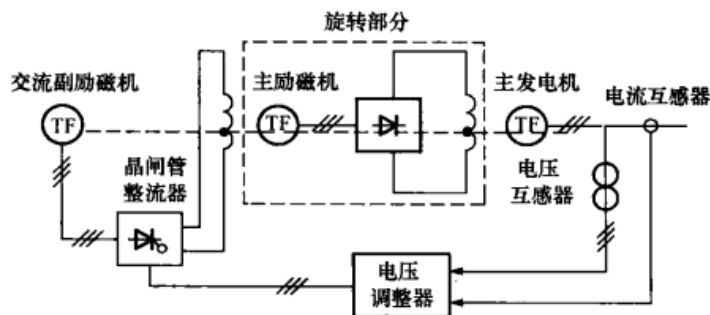 旋转部分
交流副励磁机
主励磁机
主发电机
电流互感器
TF
TF
TF
晶闸管
整流器
电压
互感器
电压
调整器